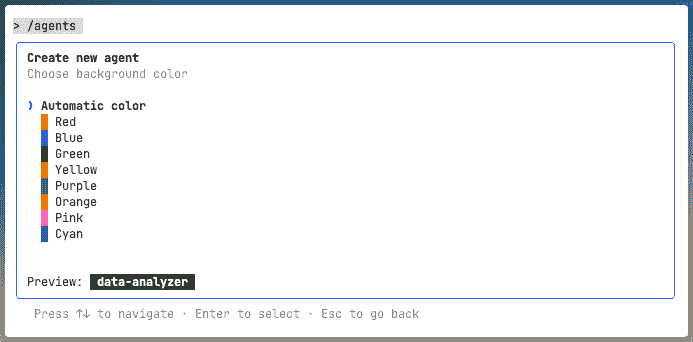 > /agents
Create new agent
Choose background color
❯ Automatic color
Red
Blue
Green
Yellow
Purple
Orange
Pink
Cyan
Preview: data-analyzer
Press ↑↓ to navigate · Enter to select · Esc to go back